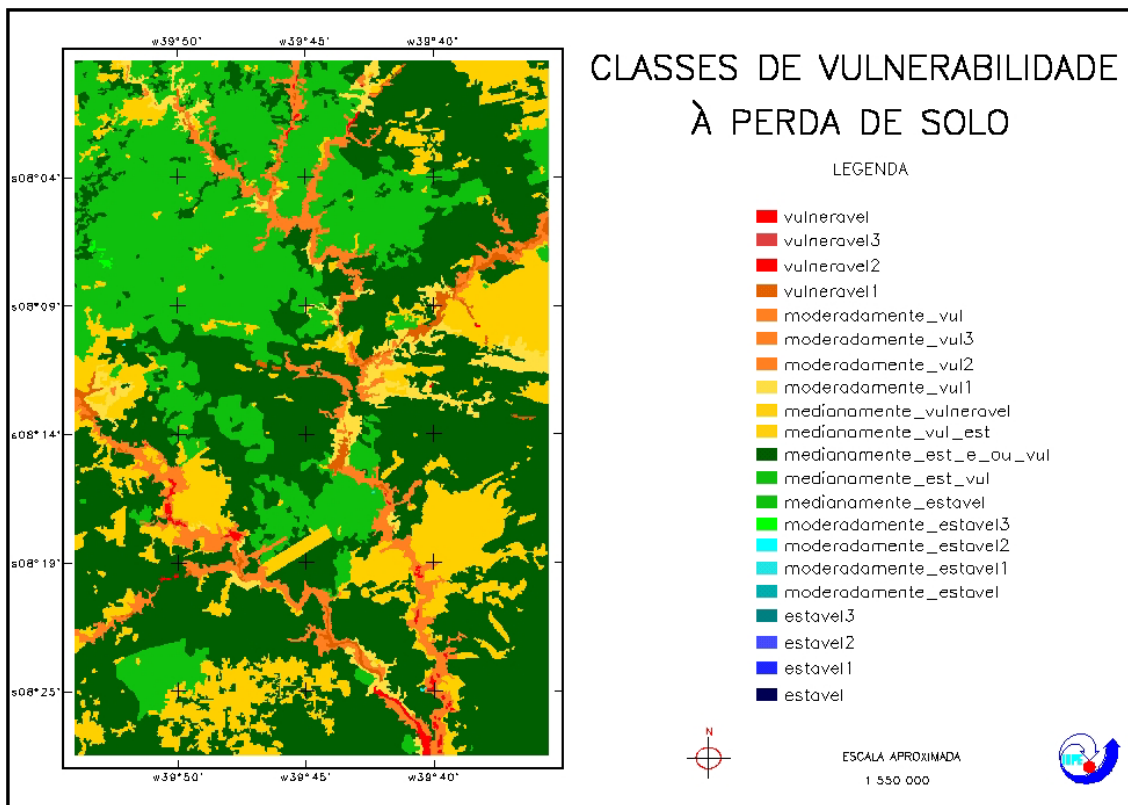 w39°50' w39°45' w39°40'
CLASSES DE VULNERABILIDADE
À PERDA DE SOLO
LEGENDA
s08°04'
s08°09'
s08°14'
s08°19'
s08°25'
w39°50' w39°45' w39°40'
vulneravel
vulneravel3
vulneravel2
vulneravel1
moderadamente_vul
moderadamente_vul3
moderadamente_vul2
moderadamente_vul1
medianamente_vulneravel
medianamente_vul_est
medianamente_est_e_ou_vul
medianamente_est_vul
medianamente_estavel
moderadamente_estavel3
moderadamente_estavel2
moderadamente_estavel1
moderadamente_estavel
estavel3
estavel2
estavel1
estavel
N
ESCALA APROXIMADA
1 550 000
INPE